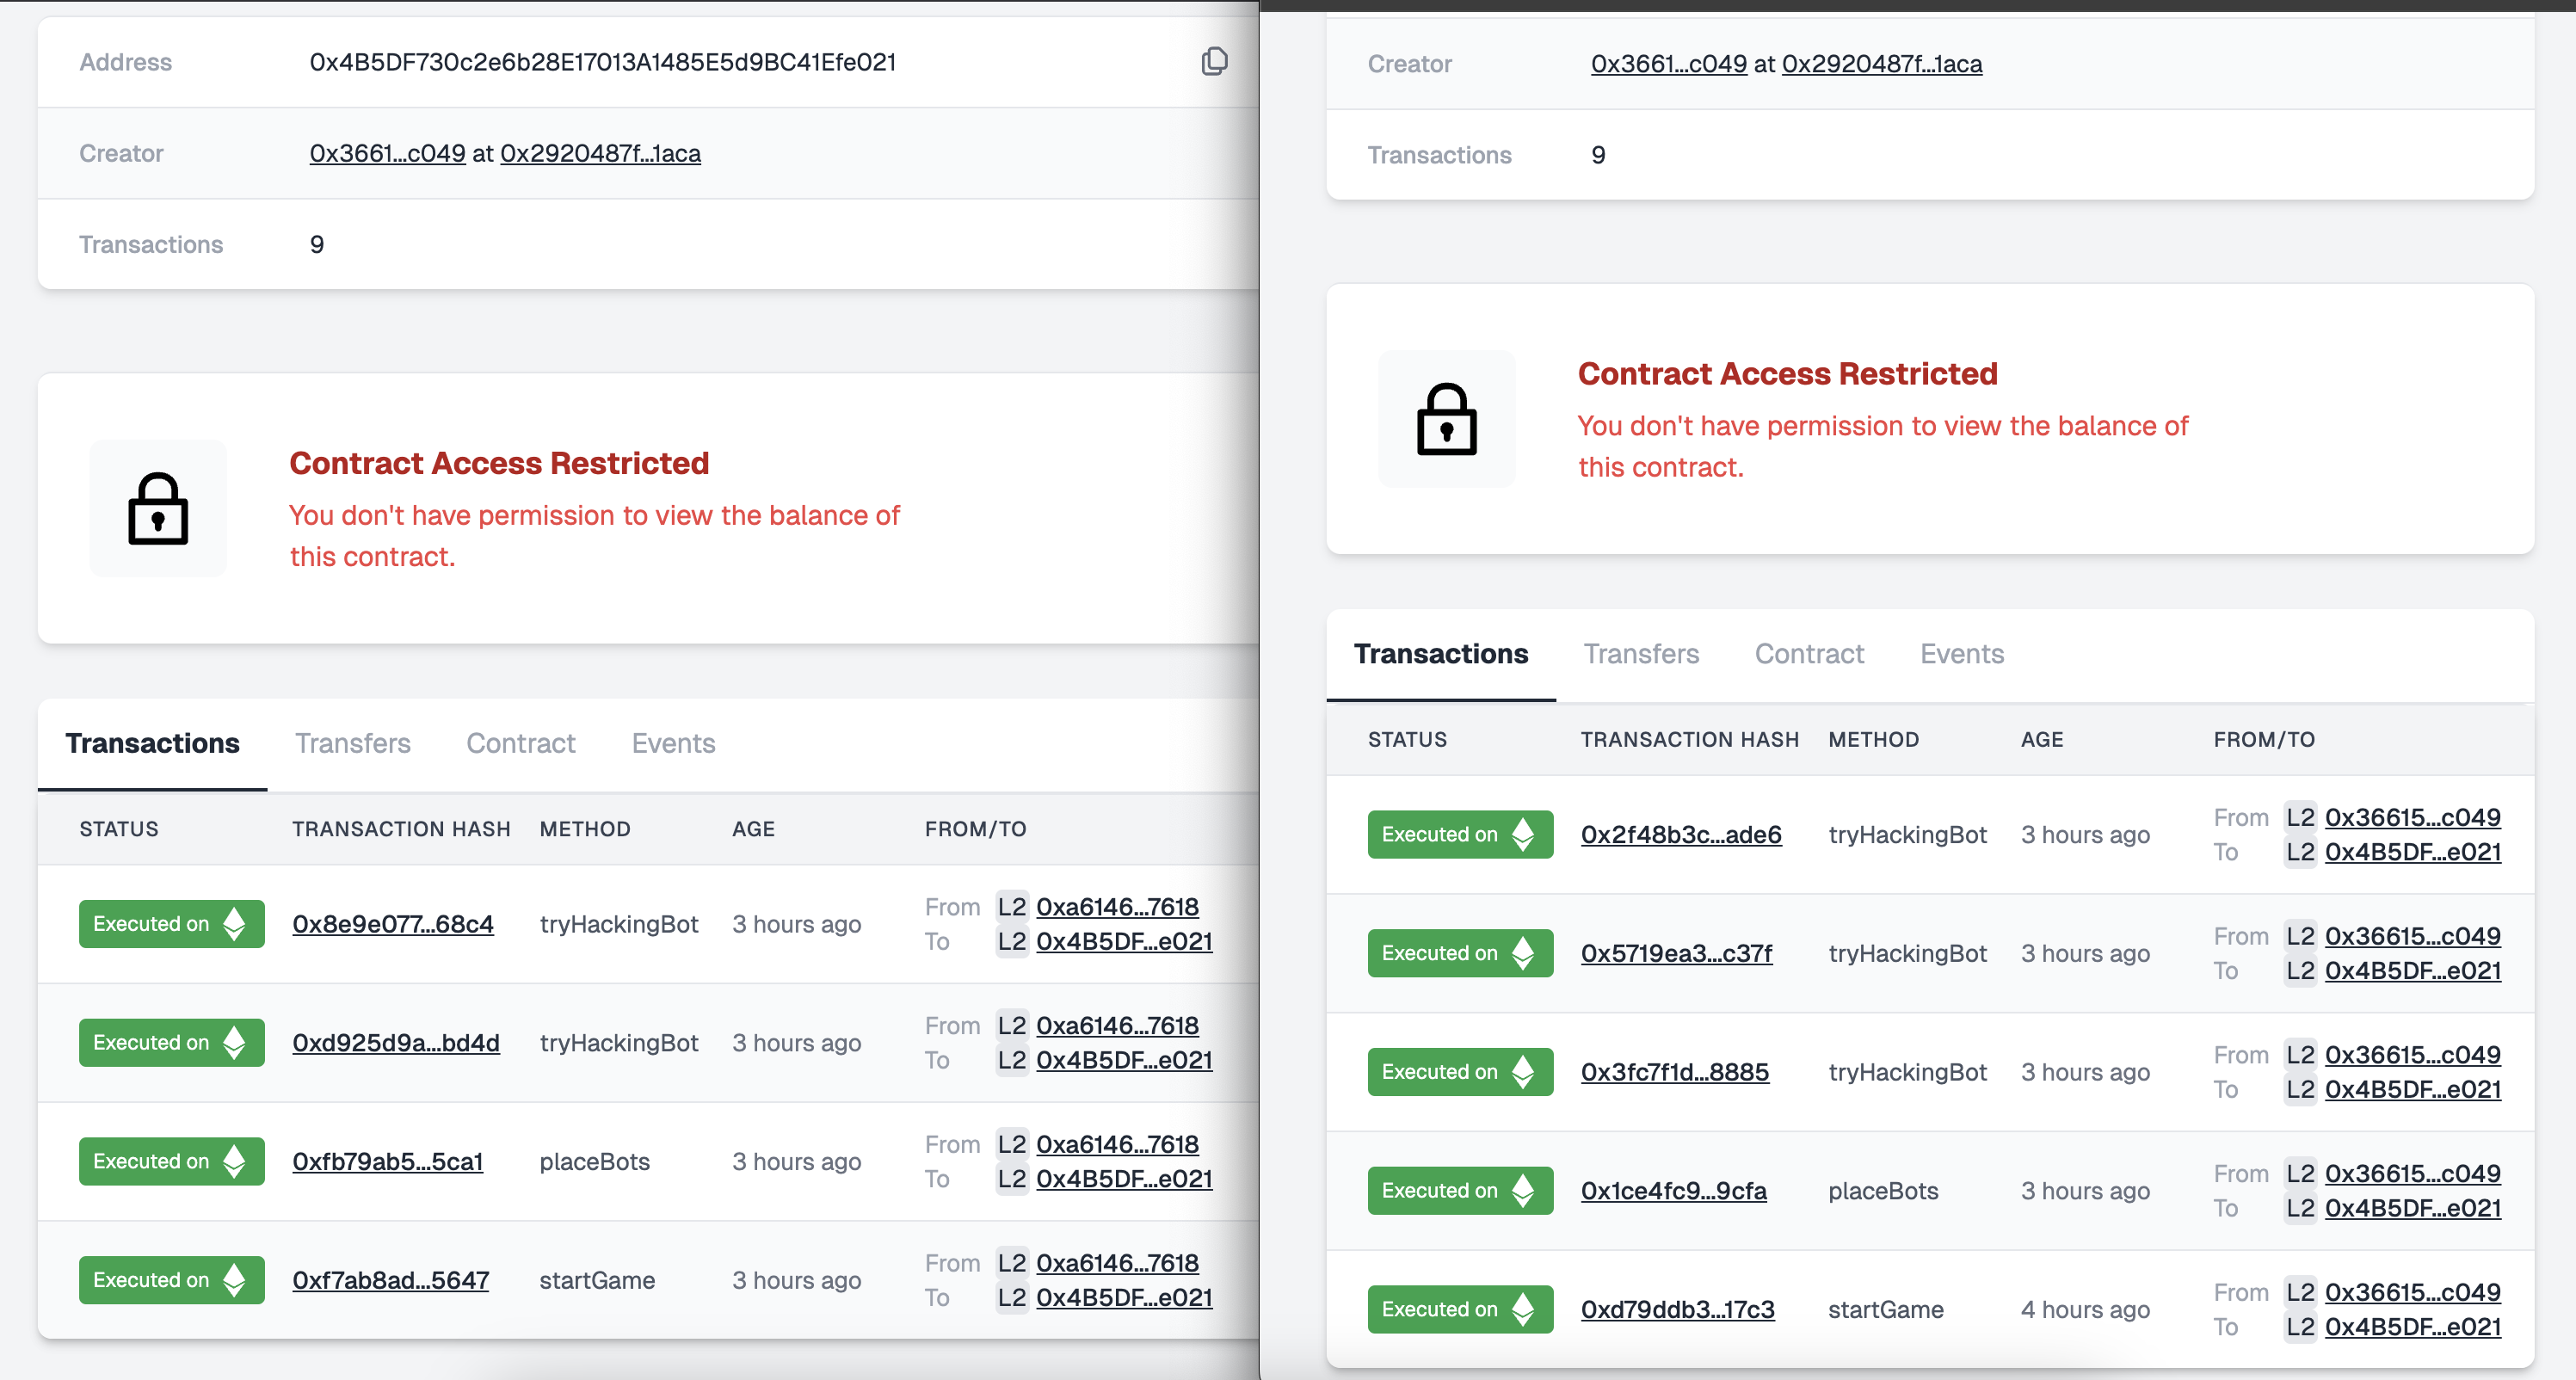 Address 0x4B5DF730c2e6b28E17013A1485E5d9BC41Efe021
Creator 0x3661...c049 at 0x2920487f...1aca
Transactions 9
Contract Access Restricted
You don't have permission to view the balance of
this contract.
Transactions Transfers Contract Events
STATUS TRANSACTION HASH METHOD AGE FROM/TO
Executed on 0x8e9e077...68c4 tryHackingBot 3 hours ago From L2 0xa6146...7618
To L2 0x4B5DF...e021
Executed on 0xd925d9a...bd4d tryHackingBot 3 hours ago From L2 0xa6146...7618
To L2 0x4B5DF...e021
Executed on 0xfb79ab5...5ca1 placeBots 3 hours ago From L2 0xa6146...7618
To L2 0x4B5DF...e021
Executed on 0xf7ab8ad...5647 startGame 3 hours ago From L2 0xa6146...7618
To L2 0x4B5DF...e021
Creator 0x3661...c049 at 0x2920487f...1aca
Transactions 9
Contract Access Restricted
You don't have permission to view the balance of
this contract.
Transactions Transfers Contract Events
STATUS TRANSACTION HASH METHOD AGE FROM/TO
Executed on 0x2f48b3c...ade6 tryHackingBot 3 hours ago From L2 0x36615...c049
To L2 0x4B5DF...e021
Executed on 0x5719ea3...c37f tryHackingBot 3 hours ago From L2 0x36615...c049
To L2 0x4B5DF...e021
Executed on 0x3fc7f1d...8885 tryHackingBot 3 hours ago From L2 0x36615...c049
To L2 0x4B5DF...e021
Executed on 0x1ce4fc9...9cfa placeBots 3 hours ago From L2 0x36615...c049
To L2 0x4B5DF...e021
Executed on 0xd79ddb3...17c3 startGame 4 hours ago From L2 0x36615...c049
To L2 0x4B5DF...e021